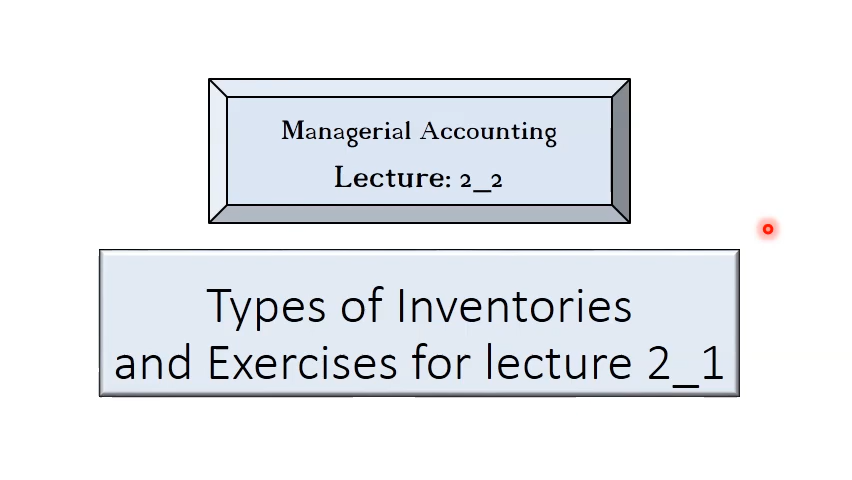 Managerial Accounting
Lecture: 2_2
Types of Inventories
and Exercises for lecture 2_1